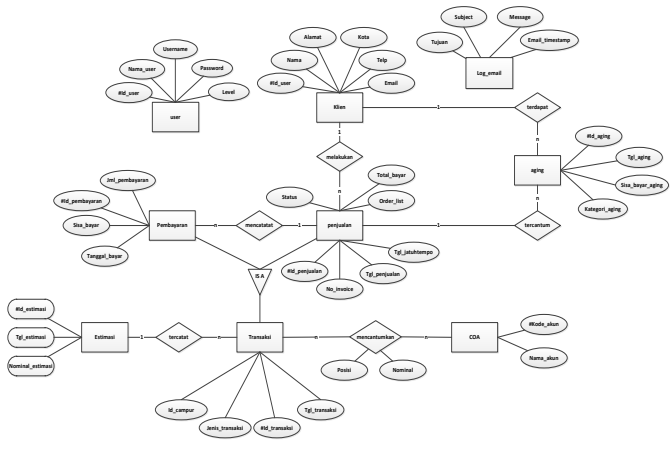 Subject
Message
Tujuan
Email_timestamp
Log_email
Username
Nama_user
Password
#Id_user
Level
user
Alamat
Kota
Nama
Telp
#Id_user
Email
Klien
1
terdapat
n
1
melakukan
n
aging
#Id_aging
Tgl_aging
Sisa_bayar_aging
Kategori_aging
n
tercantum
1
Jml_pembayaran
#Id_pembayaran
Sisa_bayar
Tanggal_bayar
Pembayaran
n
mencatatat
1
penjualan
Status
Total_bayar
Order_list
Tgl_jatuhtempo
Tgl_penjualan
No_invoice
#Id_penjualan
IS A
#Id_estimasi
Tgl_estimasi
Nominal_estimasi
Estimasi
1
tercatat
n
Transaksi
n
mencantumkan
n
COA
#Kode_akun
Nama_akun
Posisi
Nominal
Id_campur
Jenis_transaksi
#Id_transaksi
Tgl_transaksi